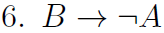 6. B → ¬A